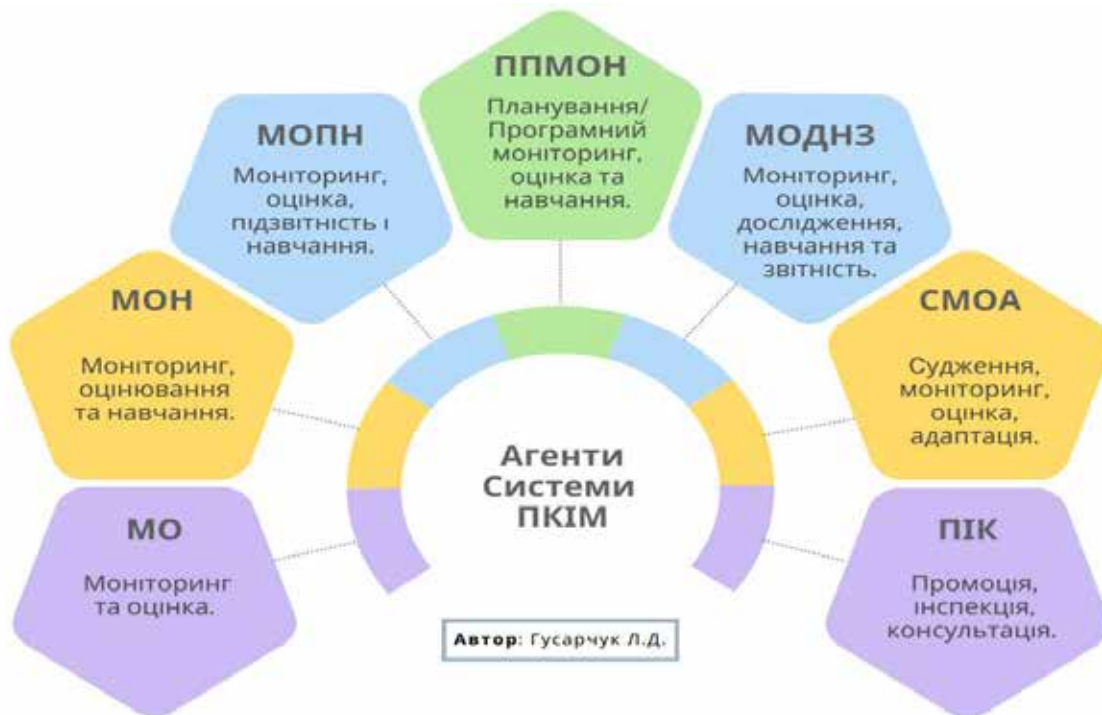 ППМОН
Планування/
Програмний
моніторинг,
оцінка та
навчання.
МОПН
Моніторинг,
оцінка,
підзвітність і
навчання.
МОДНЗ
Моніторинг,
оцінка,
дослідження,
навчання та
звітність.
МОН
Моніторинг,
оцінювання
та навчання.
СМОА
Судження,
моніторинг,
оцінка,
адаптація.
МО
Моніторинг
та оцінка.
ПІК
Промоція,
інспекція,
консультація.
Агенти
Системи
ПКІМ
Автор: Гусарчук Л.Д.